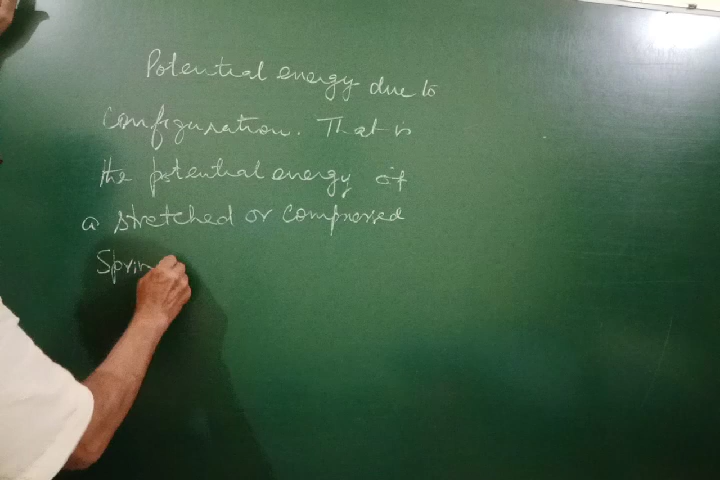 Potential energy due to
Configuration. That is
the potential energy of
a stretched or compressed
Sprin